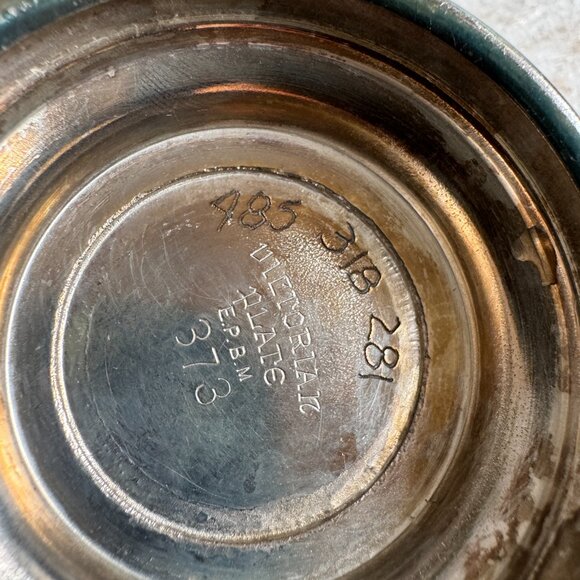 485 318 281
VICTORIAN
PLATE
E.P.B.M
373